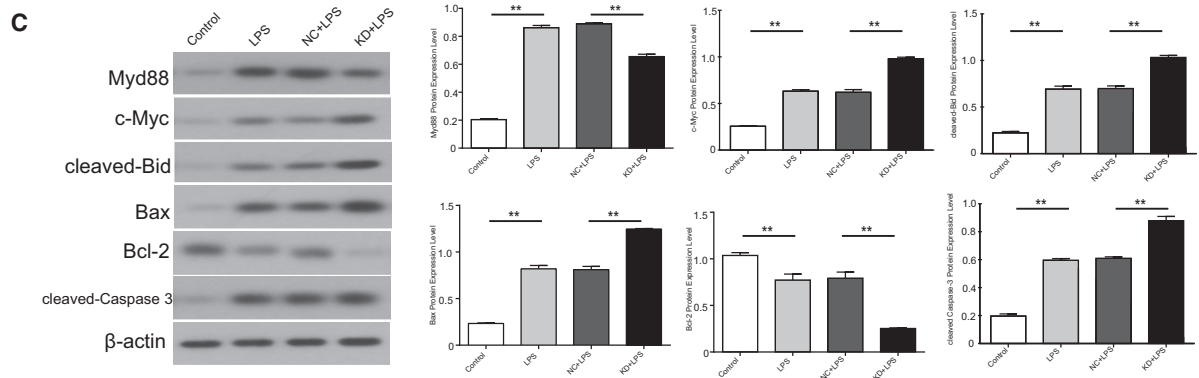 C
Control LPS NC+LPS KD+LPS
Myd88
c-Myc
cleaved-Bid
Bax
Bcl-2
cleaved-Caspase 3
β-actin
Myd88 Protein Expression Level
1.0
0.8
0.6
0.4
0.2
0
** **
Control LPS NC+LPS KD+LPS
c-Myc Protein Expression Level
1.5
1.0
0.5
0
** **
Control LPS NC+LPS KD+LPS
cleaved-Bid Protein Expression Level
1.5
1.0
0.5
0
** **
Control LPS NC+LPS KD+LPS
Bax Protein Expression Level
1.5
1.0
0.5
0
** **
Control LPS NC+LPS KD+LPS
Bcl-2 Protein Expression Level
1.5
1.0
0.5
0
** **
Control LPS NC+LPS KD+LPS
cleaved Caspase-3 Protein Expression Level
1.0
0.8
0.6
0.4
0.2
0
** **
Control LPS NC+LPS KD+LPS